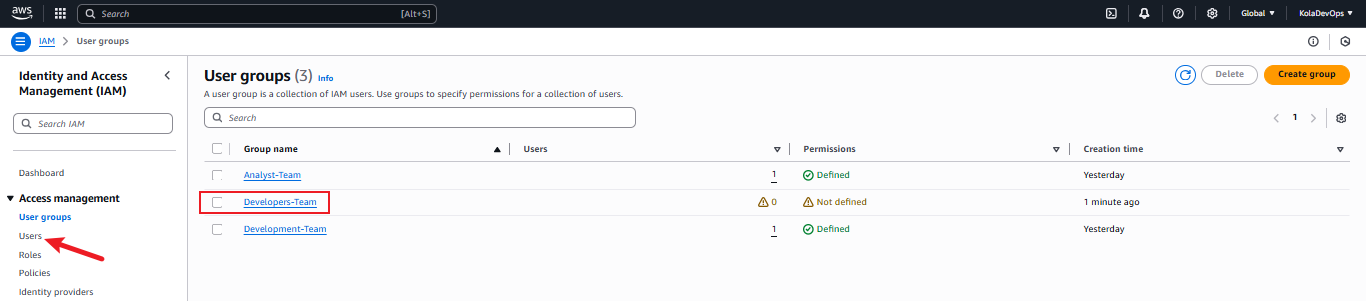 aws Search [Alt+S] Global KolaDevOps
IAM User groups
Identity and Access
Management (IAM)
Search IAM
Dashboard
Access management
User groups
Users
Roles
Policies
Identity providers
User groups (3) Info
Delete Create group
A user group is a collection of IAM users. Use groups to specify permissions for a collection of users.
Search
1
Group name Users Permissions Creation time
Analyst-Team 1 Defined Yesterday
Developers-Team 0 Not defined 1 minute ago
Development-Team 1 Defined Yesterday